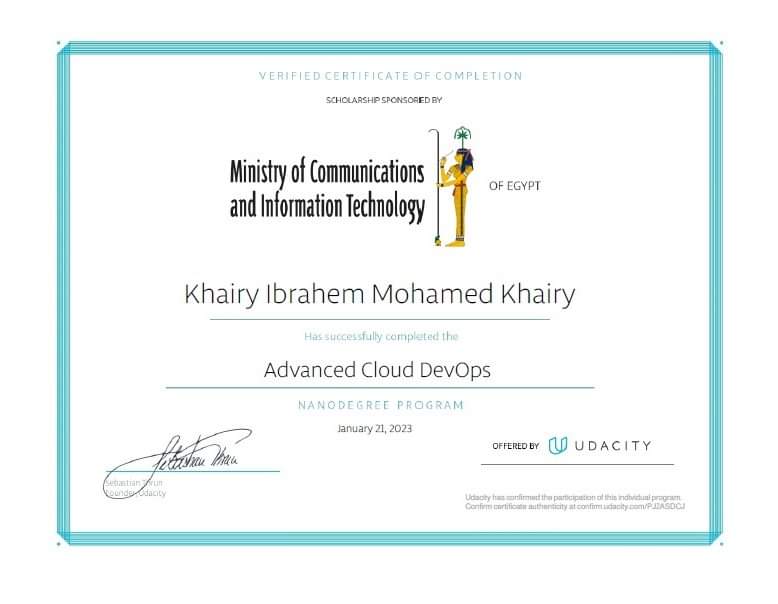 VERIFIED CERTIFICATE OF COMPLETION
SCHOLARSHIP SPONSORED BY
Ministry of Communications
and Information Technology
OF EGYPT
Khairy Ibrahem Mohamed Khairy
Has successfully completed the
Advanced Cloud DevOps
NANODEGREE PROGRAM
January 21, 2023
Sebastian Thrun
Sebastian Thrun
Founder, Udacity
OFFERED BY UDACITY
Udacity has confirmed the participation of this individual program.
Confirm certificate authenticity at confirm.udacity.com/PJ2ASDCJ